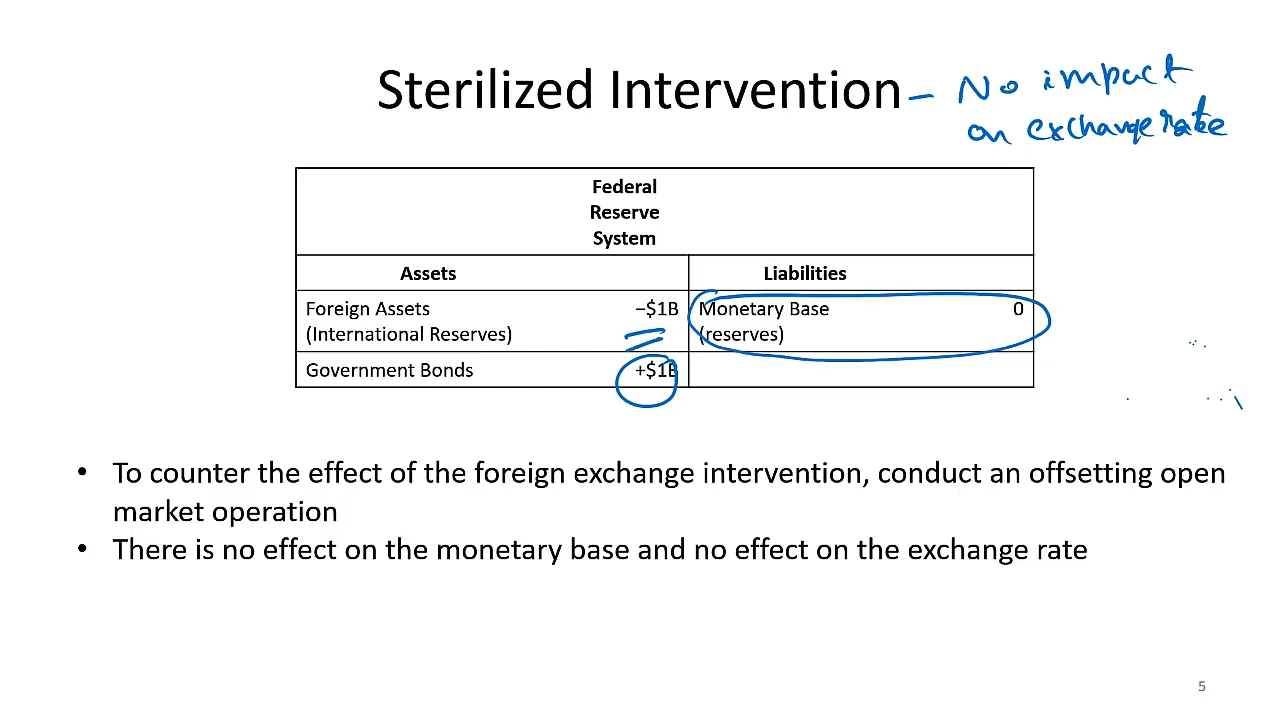 Sterilized Intervention – No impact
on exchange rate
Federal
Reserve
System
Assets Liabilities
Foreign Assets −$1B Monetary Base 0
(International Reserves) (reserves)
Government Bonds +$1B
• To counter the effect of the foreign exchange intervention, conduct an offsetting open
market operation
• There is no effect on the monetary base and no effect on the exchange rate
5